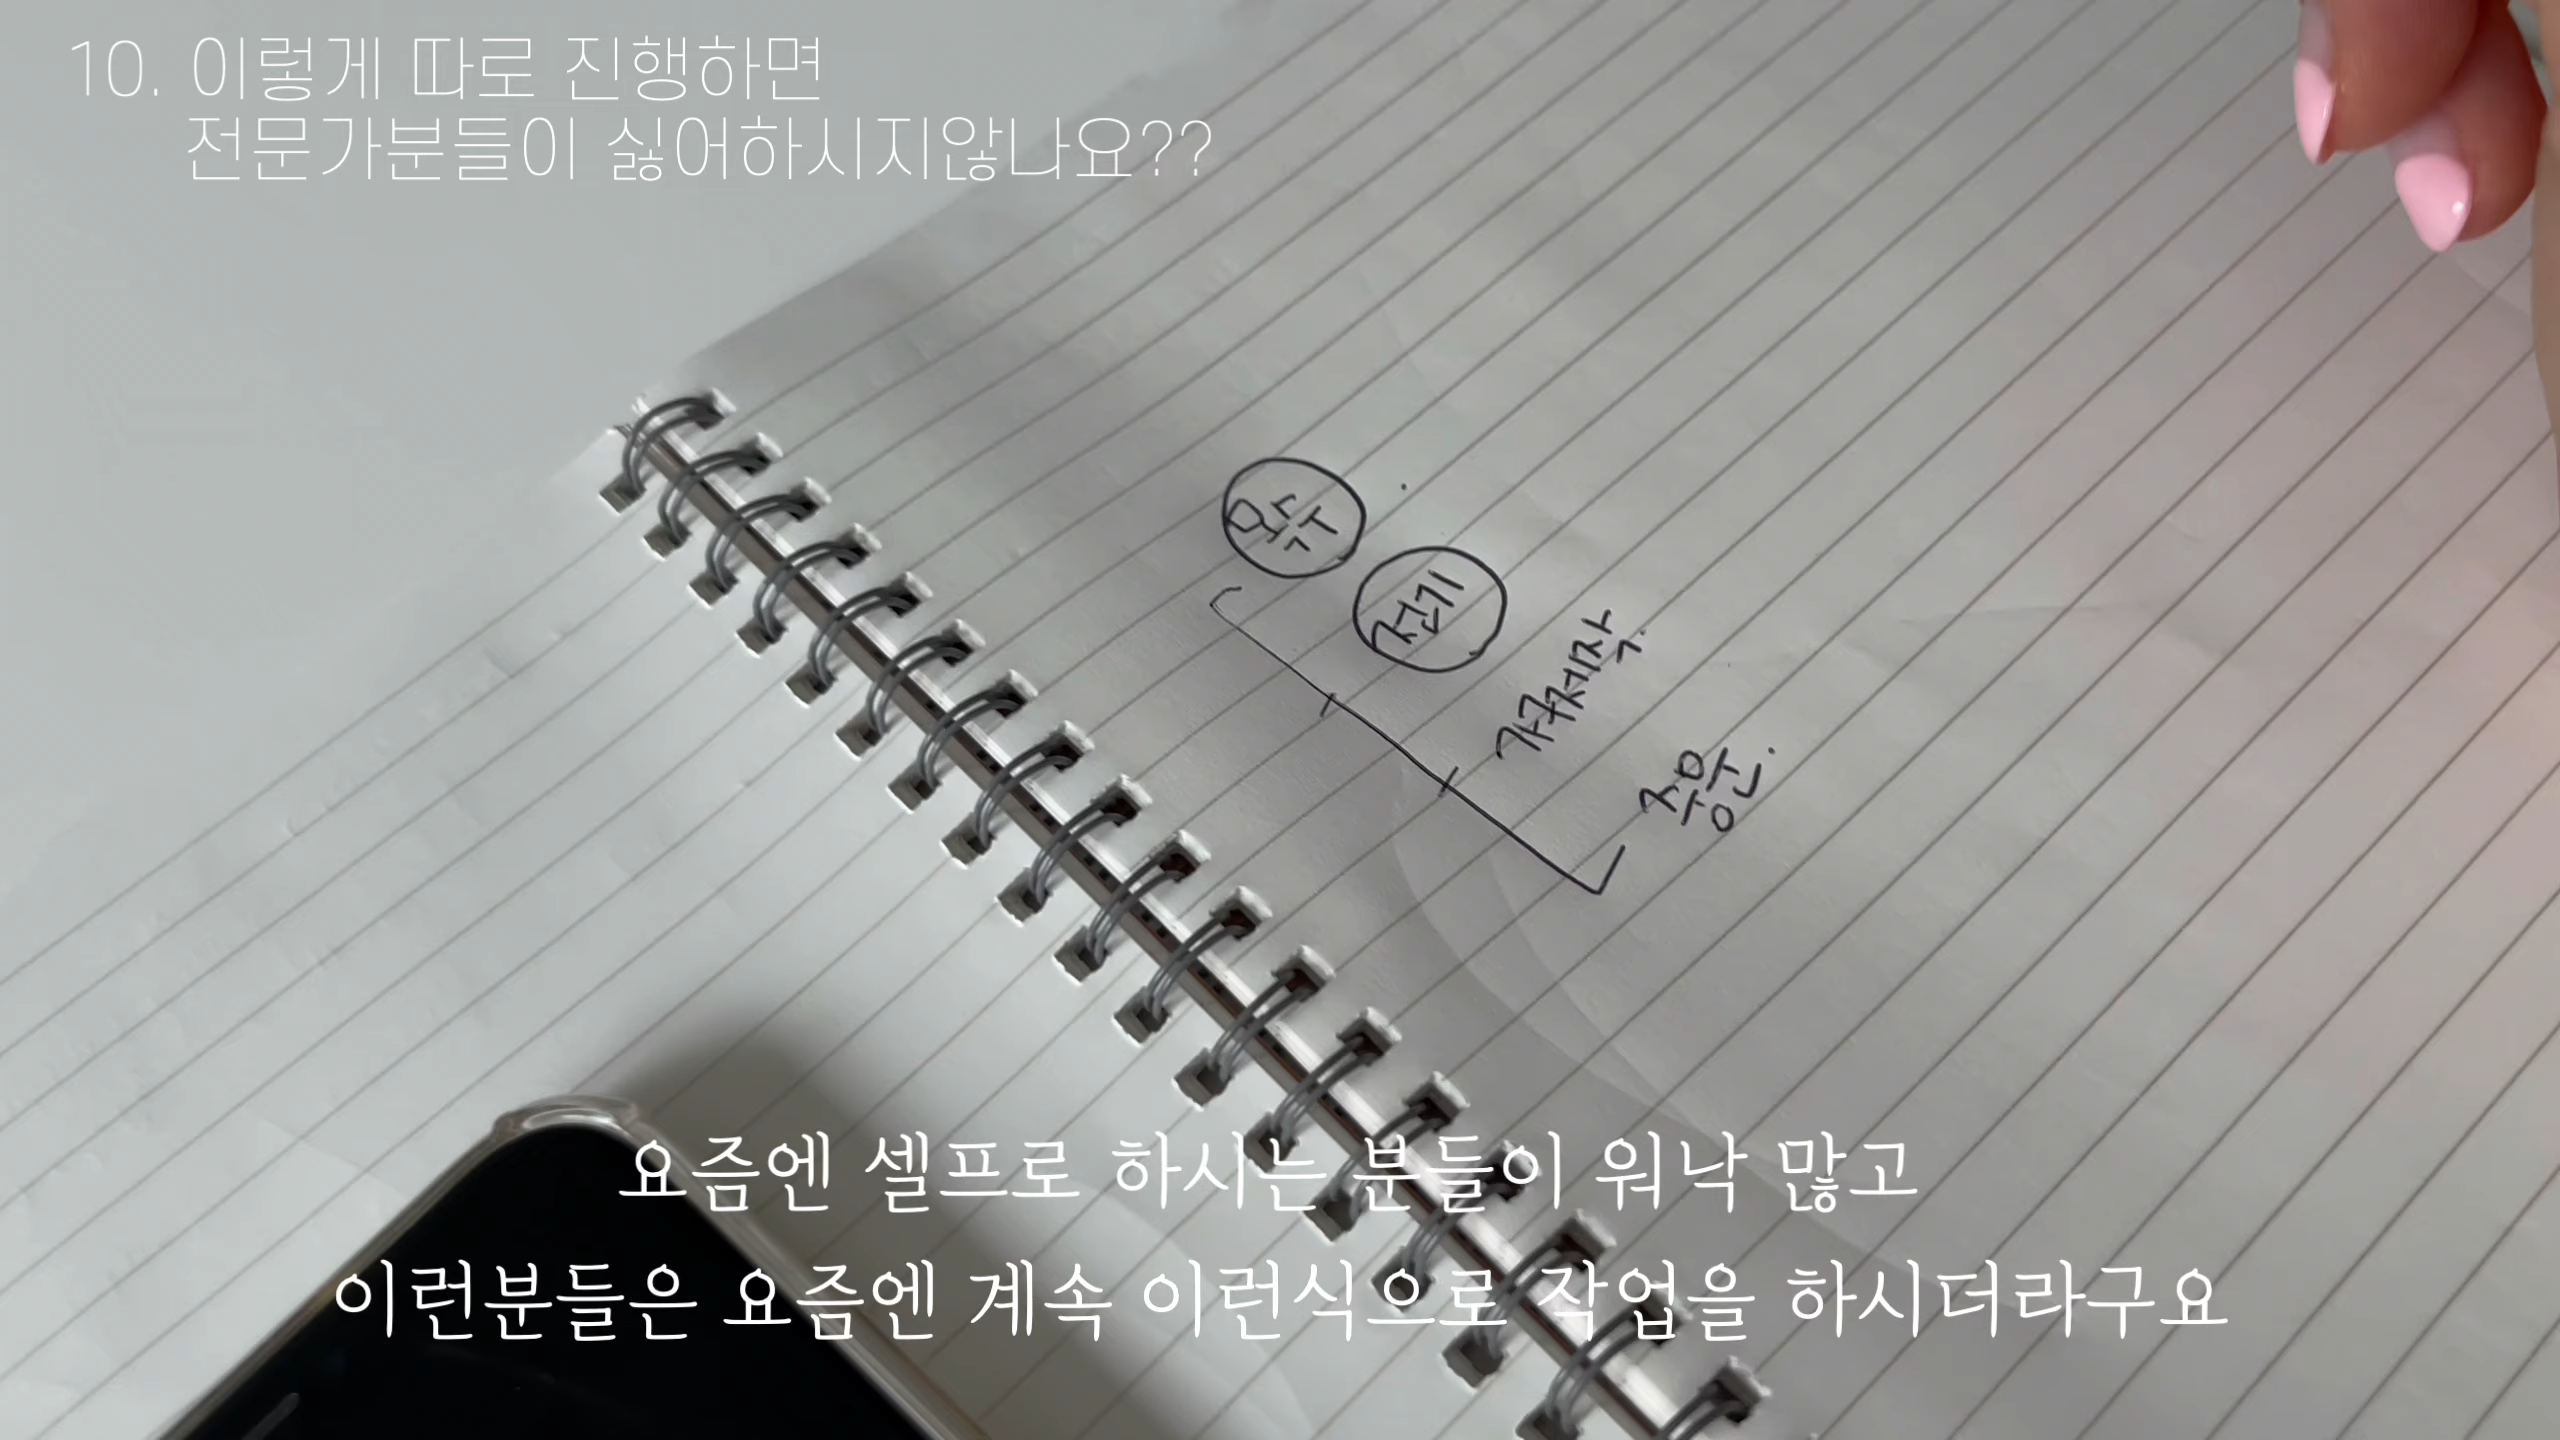 10. 이렇게 따로 진행하면
전문가분들이 싫어하시지않나요??
목수
전기
가구제작.
주문.
요즘엔 셀프로 하시는 분들이 워낙 많고
이런분들은 요즘엔 계속 이런식으로 작업을 하시더라구요